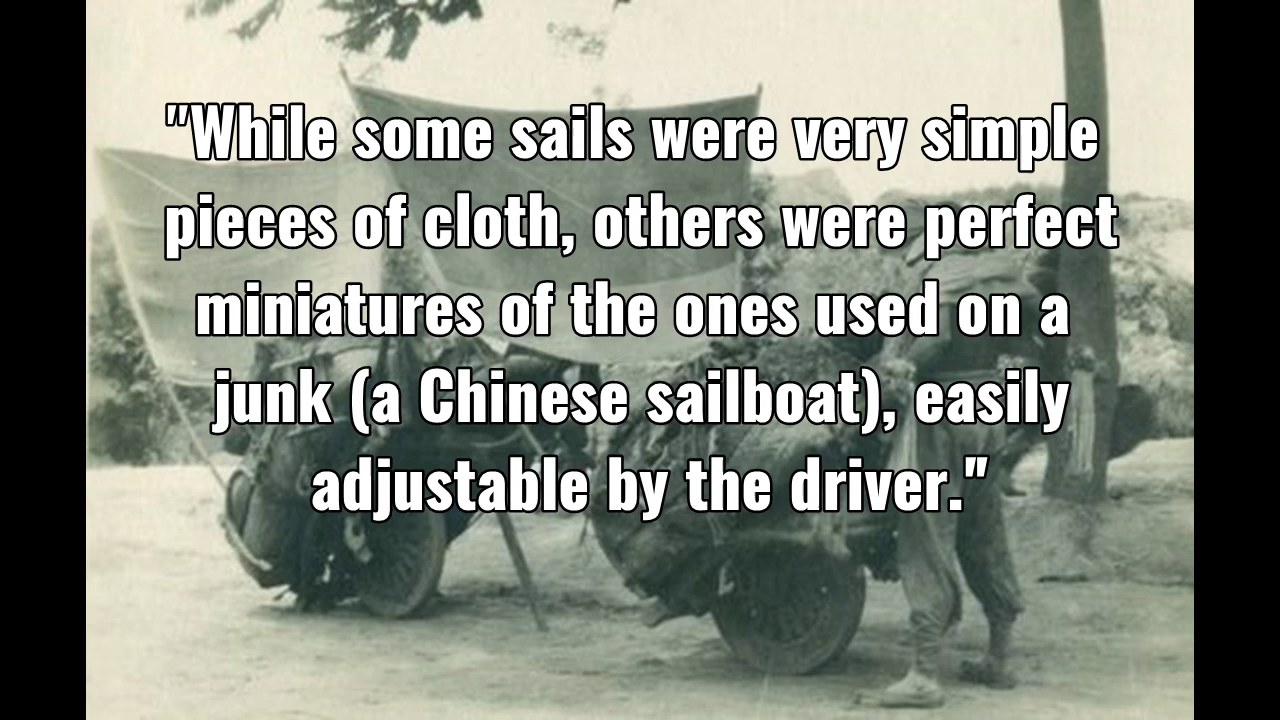 "While some sails were very simple
pieces of cloth, others were perfect
miniatures of the ones used on a
junk (a Chinese sailboat), easily
adjustable by the driver."